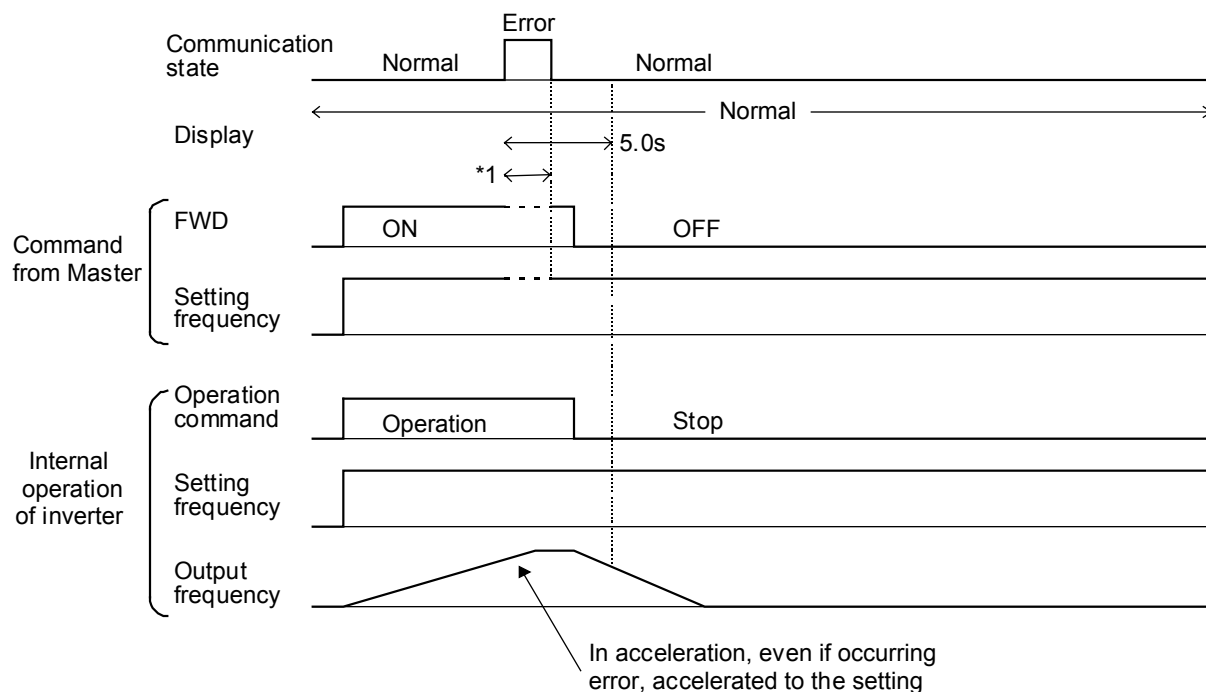 Error
Communication
state
Normal
Normal
Normal
Display
5.0s
*1
Command
from Master
FWD
ON
OFF
Setting
frequency
Internal
operation
of inverter
Operation
command
Operation
Stop
Setting
frequency
Output
frequency
In acceleration, even if occurring
error, accelerated to the setting